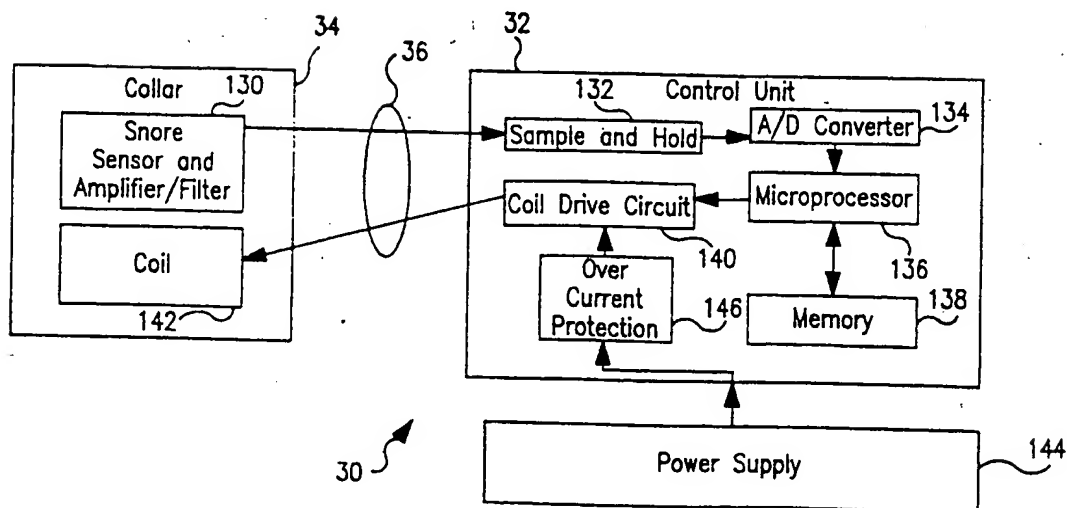 34
36
32
Collar
130
132
Control Unit
Snore
Sensor and
Amplifier/Filter
Sample and Hold
A/D Converter
134
Coil Drive Circuit
Microprocessor
140
136
Coil
142
Over
Current
Protection
146
Memory
138
30
Power Supply
144